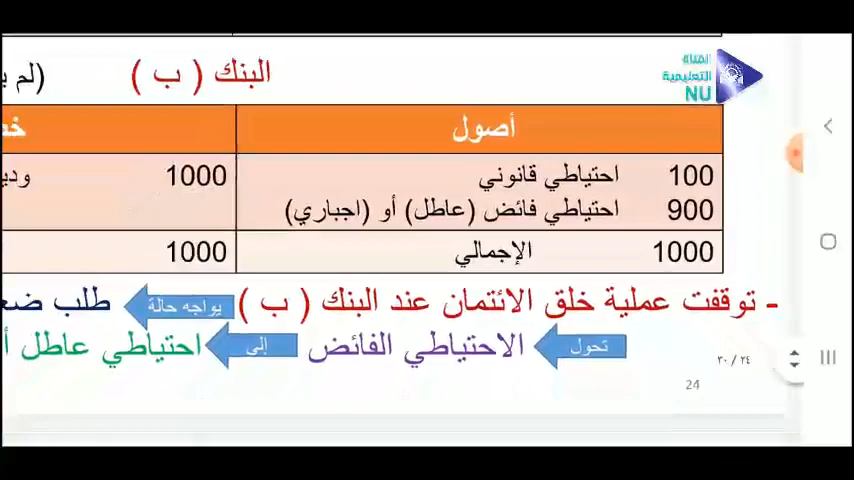 القناة
التعليمية
NU
البنك ( ب ) (لم
أصول
100 احتياطي قانوني 1000
900 احتياطي فائض (عاطل) أو (اجباري)
1000 الإجمالي 1000
- توقفت عملية خلق الائتمان عند البنك ( ب ) يواجه حالة طلب
تحول الاحتياطي الفائض إلى احتياطي عاطل
٢٤ / ٣٠
24